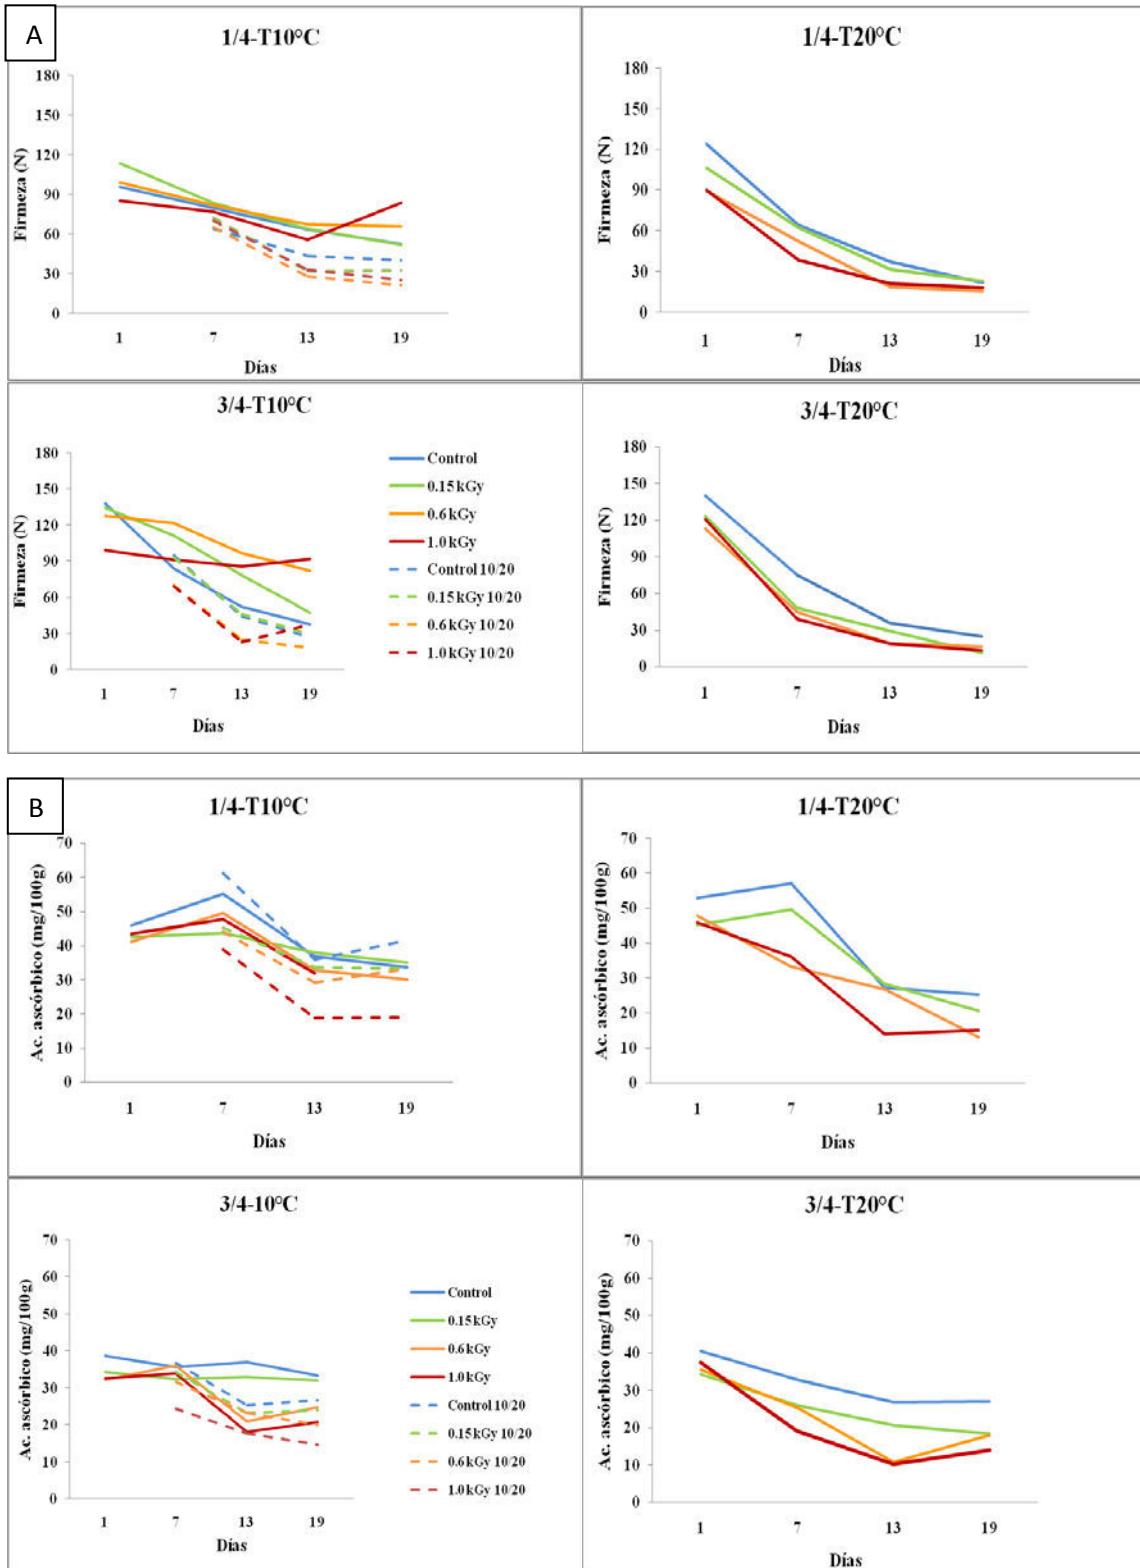 A
1/4-T10°C
Firmeza (N)
180
150
120
90
60
30
0
1 7 13 19
Días
1/4-T20°C
Firmeza (N)
180
150
120
90
60
30
0
1 7 13 19
Días
3/4-T10°C
Firmeza (N)
180
150
120
90
60
30
0
1 7 13 19
Días
Control
0.15 kGy
0.6 kGy
1.0 kGy
Control 10/20
0.15 kGy 10/20
0.6 kGy 10/20
1.0 kGy 10/20
3/4-T20°C
Firmeza (N)
180
150
120
90
60
30
0
1 7 13 19
Días
B
1/4-T10°C
Ac. ascórbico (mg/100g)
70
60
50
40
30
20
10
0
1 7 13 19
Días
1/4-T20°C
Ac. ascórbico (mg/100g)
70
60
50
40
30
20
10
0
1 7 13 19
Días
3/4-10°C
Ac. ascórbico (mg/100g)
70
60
50
40
30
20
10
0
1 7 13 19
Días
Control
0.15 kGy
0.6 kGy
1.0 kGy
Control 10/20
0.15 kGy 10/20
0.6 kGy 10/20
1.0 kGy 10/20
3/4-T20°C
Ac. ascórbico (mg/100g)
70
60
50
40
30
20
10
0
1 7 13 19
Días